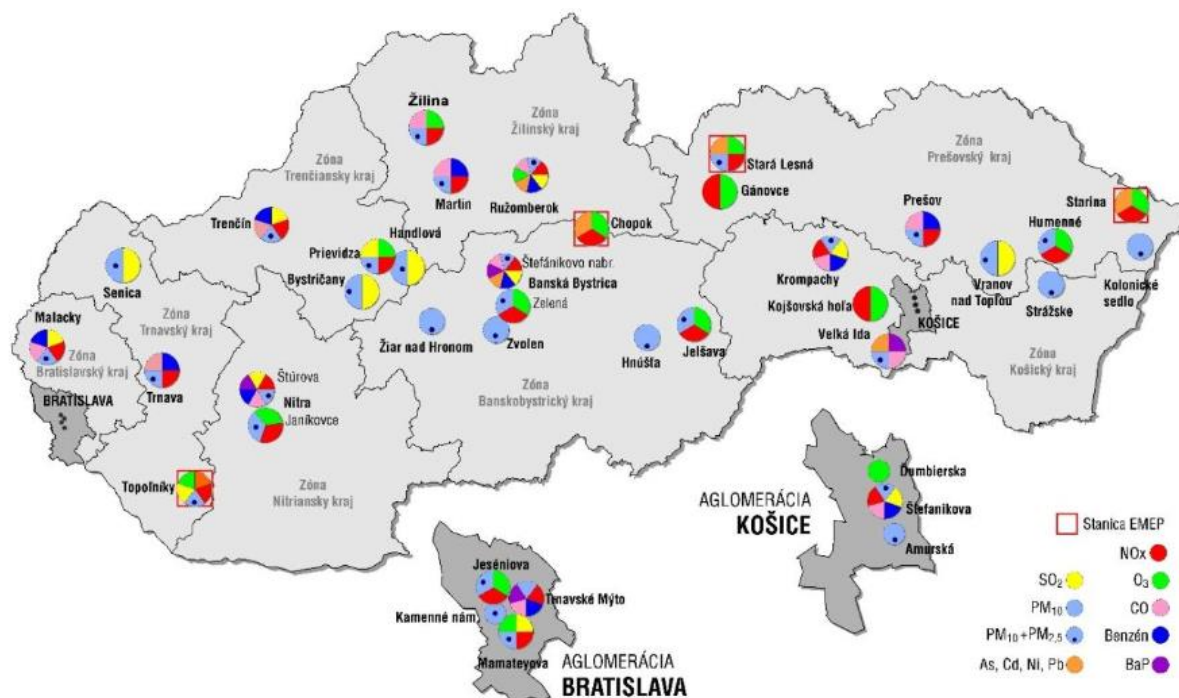 Žilina
Zóna
Žilinský kraj
Zóna
Trenčiansky kraj
Martin
Ružomberok
Stará Lesná
Gánovce
Zóna
Prešovský kraj
Starina
Trenčín
Handlová
Prievidza
Chopok
Prešov
Humenné
Senica
Bystričany
Štefánikovo nabr.
Banská Bystrica
Zelená
Krompachy
Vranov
nad Topľou
Kolonické
sedlo
Strážske
Malacky
Zóna
Bratislavský kraj
Zóna
Trnavský kraj
Žiar nad Hronom
Zvolen
Hnúšťa
Jelšava
Kojšovská hoľa
KOŠICE
Veľká Ida
Zóna
Košický kraj
BRATISLAVA
Trnava
Štúrova
Nitra
Janíkovce
Zóna
Banskobystrický kraj
Topoľníky
Zóna
Nitriansky kraj
AGLOMERÁCIA
KOŠICE
Ďumbierska
Štefanikova
Amurská
Jeséniova
Trnavské Mýto
Kamenné nám.
Mamateyova
AGLOMERÁCIA
BRATISLAVA
Stanica EMEP
NOx
SO₂
O₃
PM₁₀
CO
PM₁₀+PM₂,₅
Benzén
As, Cd, Ni, Pb
BaP